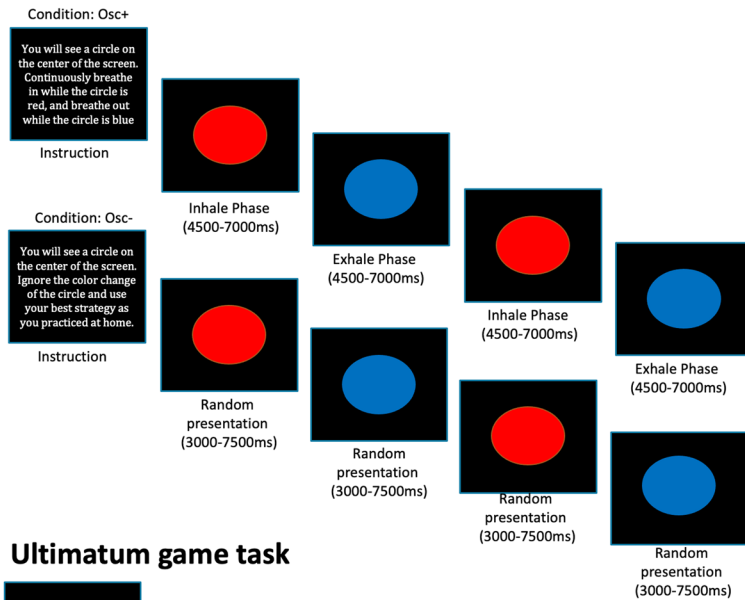 Condition: Osc+
You will see a circle on
the center of the screen.
Continuously breathe
in while the circle is
red, and breathe out
while the circle is blue
Instruction
Inhale Phase
(4500-7000ms)
Exhale Phase
(4500-7000ms)
Inhale Phase
(4500-7000ms)
Exhale Phase
(4500-7000ms)
Condition: Osc-
You will see a circle on
the center of the screen.
Ignore the color change
of the circle and use
your best strategy as
you practiced at home.
Instruction
Random
presentation
(3000-7500ms)
Random
presentation
(3000-7500ms)
Random
presentation
(3000-7500ms)
Random
presentation
(3000-7500ms)
Ultimatum game task